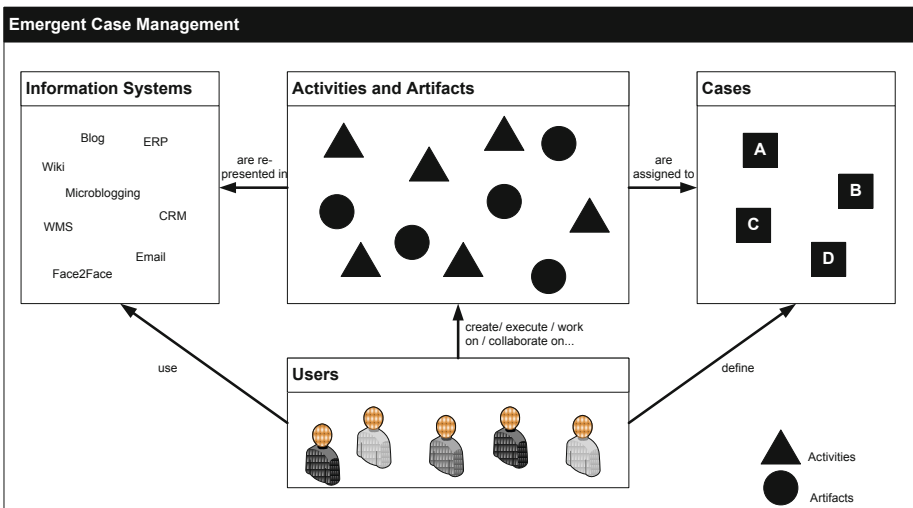 Emergent Case Management
Information Systems
Blog
ERP
Wiki
Microblogging
CRM
WMS
Email
Face2Face
are re-
presented in
Activities and Artifacts
are
assigned to
Cases
A
B
C
D
create/ execute / work
on / collaborate on...
use
Users
define
Activities
Artifacts